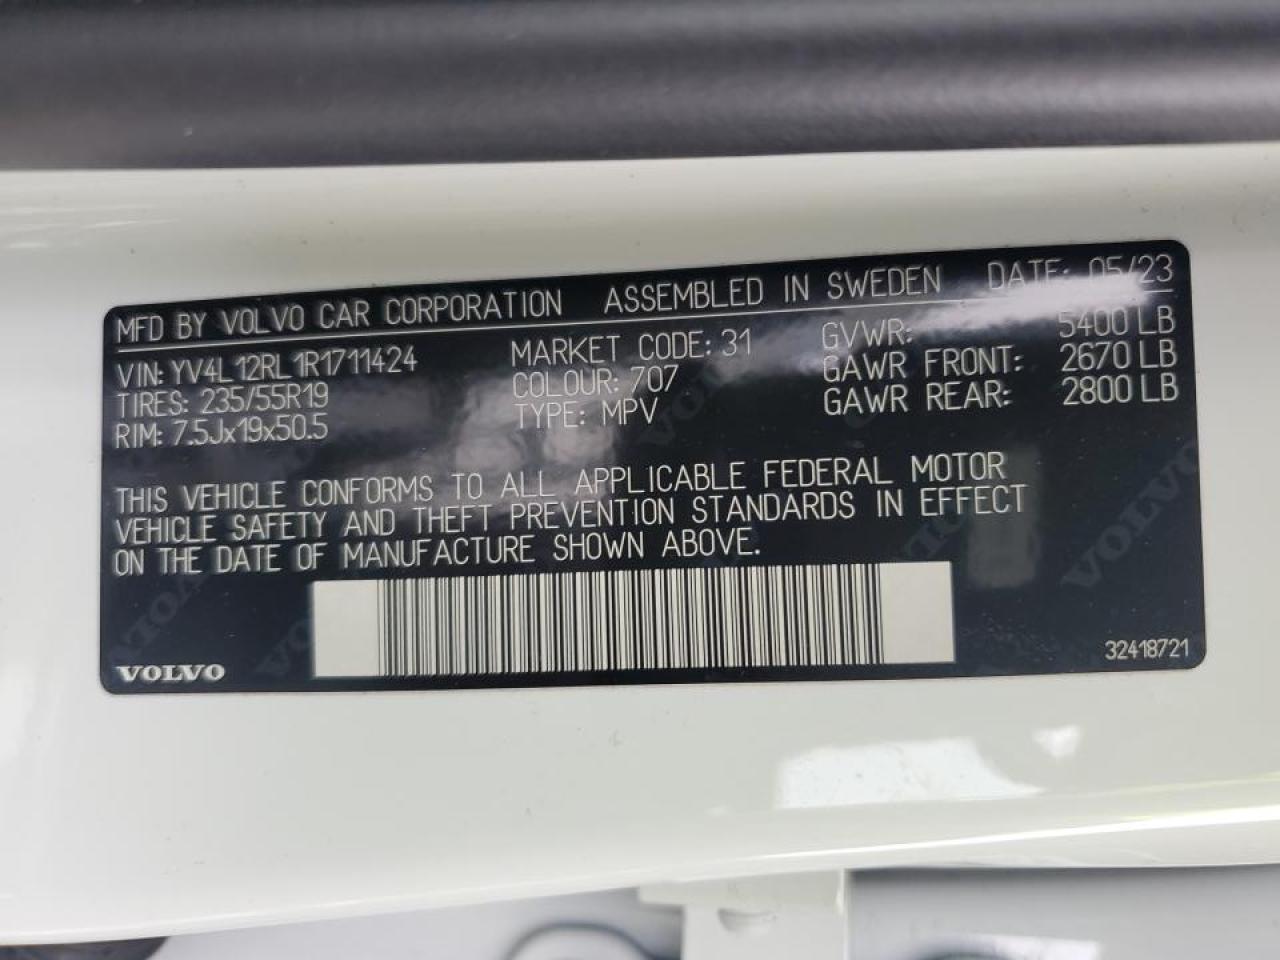 MFD BY VOLVO CAR CORPORATION ASSEMBLED IN SWEDEN DATE: 05/23
VIN: YV4L12RL1R1711424 MARKET CODE: 31 GVWR: 5400 LB
TIRES: 235/55R19 COLOUR: 707 GAWR FRONT: 2670 LB
RIM: 7.5Jx19x50.5 TYPE: MPV GAWR REAR: 2800 LB
THIS VEHICLE CONFORMS TO ALL APPLICABLE FEDERAL MOTOR
VEHICLE SAFETY AND THEFT PREVENTION STANDARDS IN EFFECT
ON THE DATE OF MANUFACTURE SHOWN ABOVE.
VOLVO
32418721
VOLVO